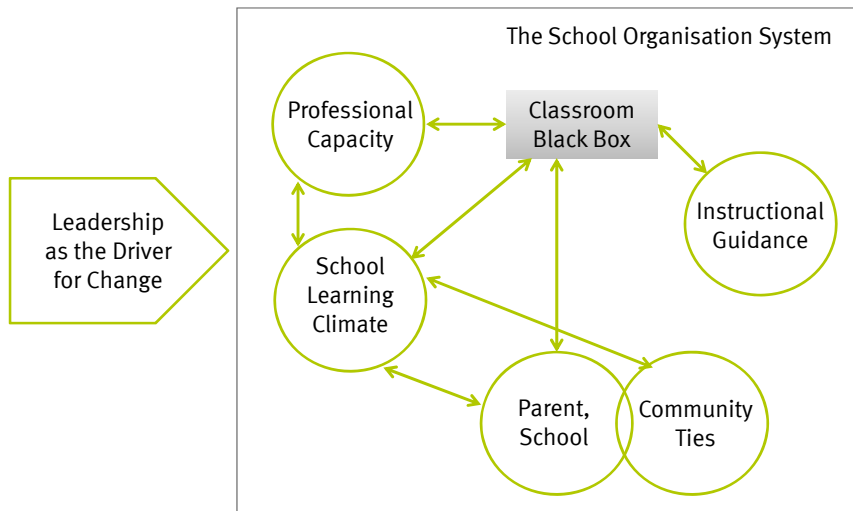 The School Organisation System
Professional
Capacity
Classroom
Black Box
Leadership
as the Driver
for Change
Instructional
Guidance
School
Learning
Climate
Parent,
School
Community
Ties